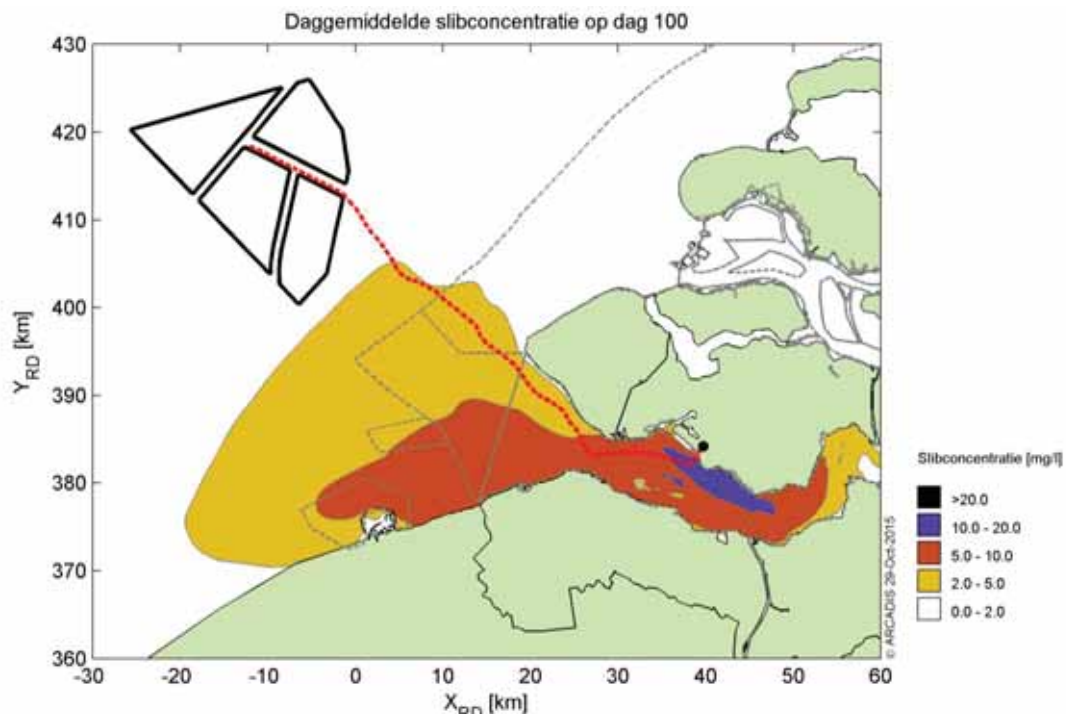 Daggemiddelde slibconcentratie op dag 100
430
420
410
400
390
380
370
360
Y_RD [km]
-30 -20 -10 0 10 20 30 40 50 60
X_RD [km]
© ARCADIS 29-Oct-2015
Slibconcentratie [mg/l]
>20.0
10.0 - 20.0
5.0 - 10.0
2.0 - 5.0
0.0 - 2.0